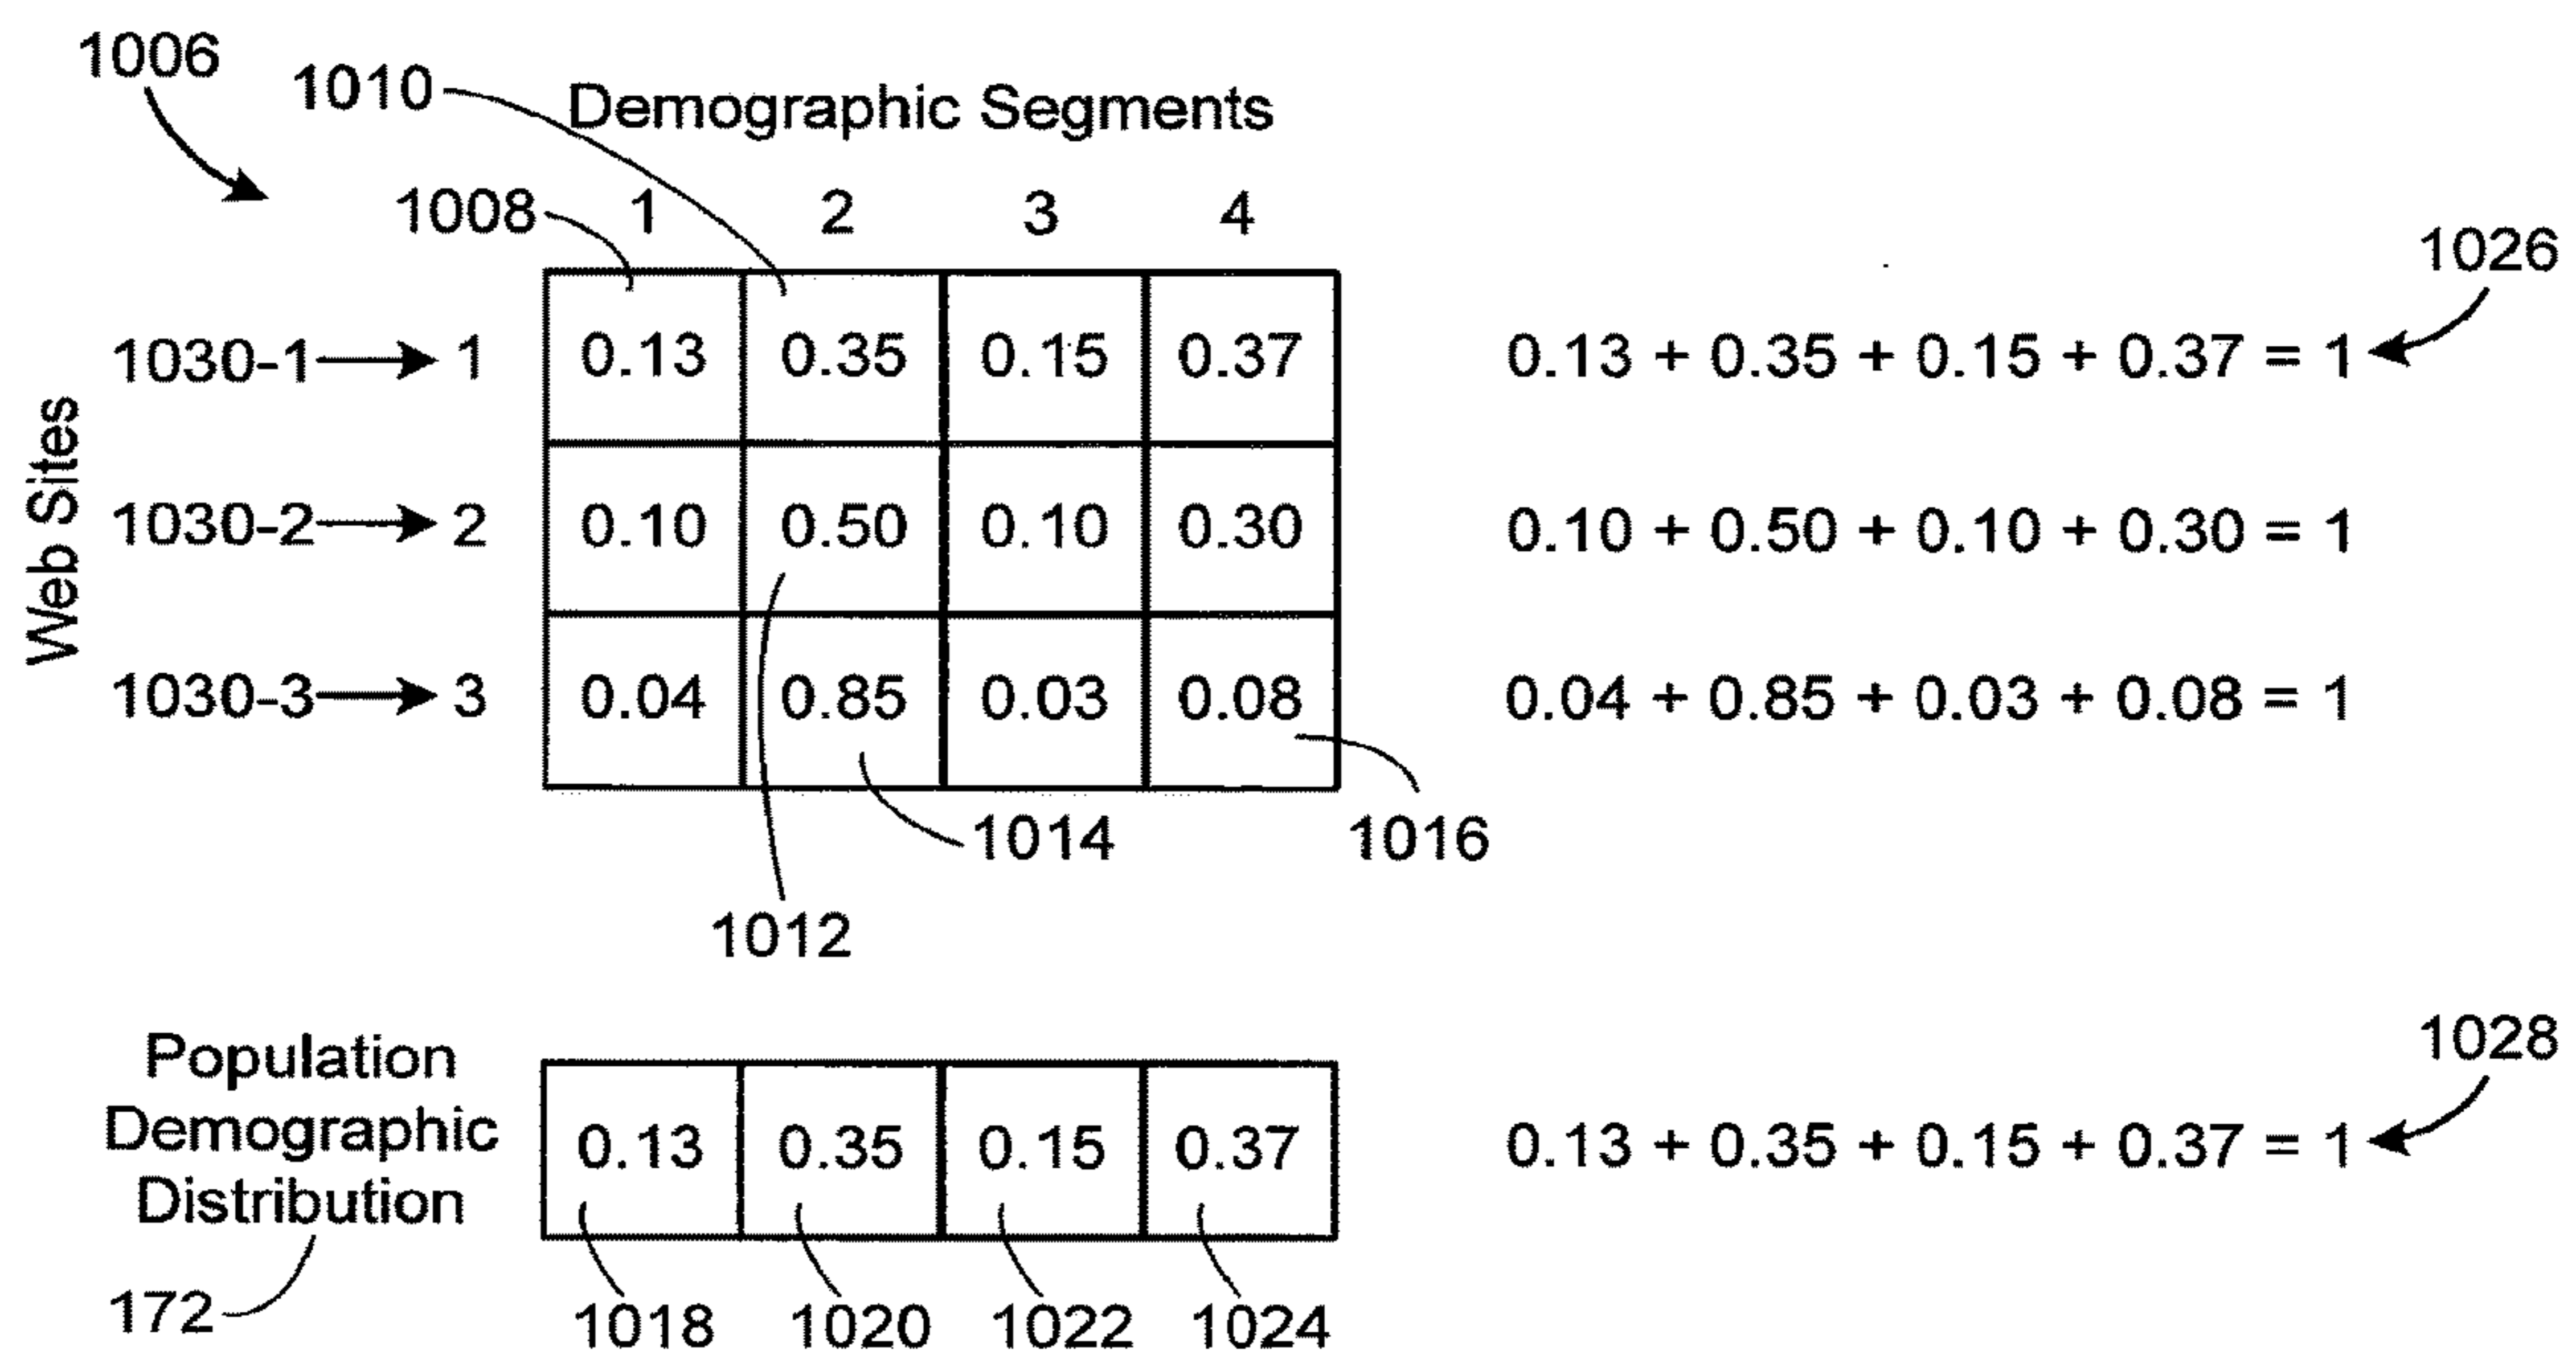 1006
1010
Demographic Segments
1008 1 2 3 4
1026
Web Sites
1030-1 1 0.13 0.35 0.15 0.37 0.13 + 0.35 + 0.15 + 0.37 = 1
1030-2 2 0.10 0.50 0.10 0.30 0.10 + 0.50 + 0.10 + 0.30 = 1
1030-3 3 0.04 0.85 0.03 0.08 0.04 + 0.85 + 0.03 + 0.08 = 1
1014 1016
1012
Population
Demographic
Distribution
0.13 0.35 0.15 0.37 0.13 + 0.35 + 0.15 + 0.37 = 1
1028
172 1018 1020 1022 1024